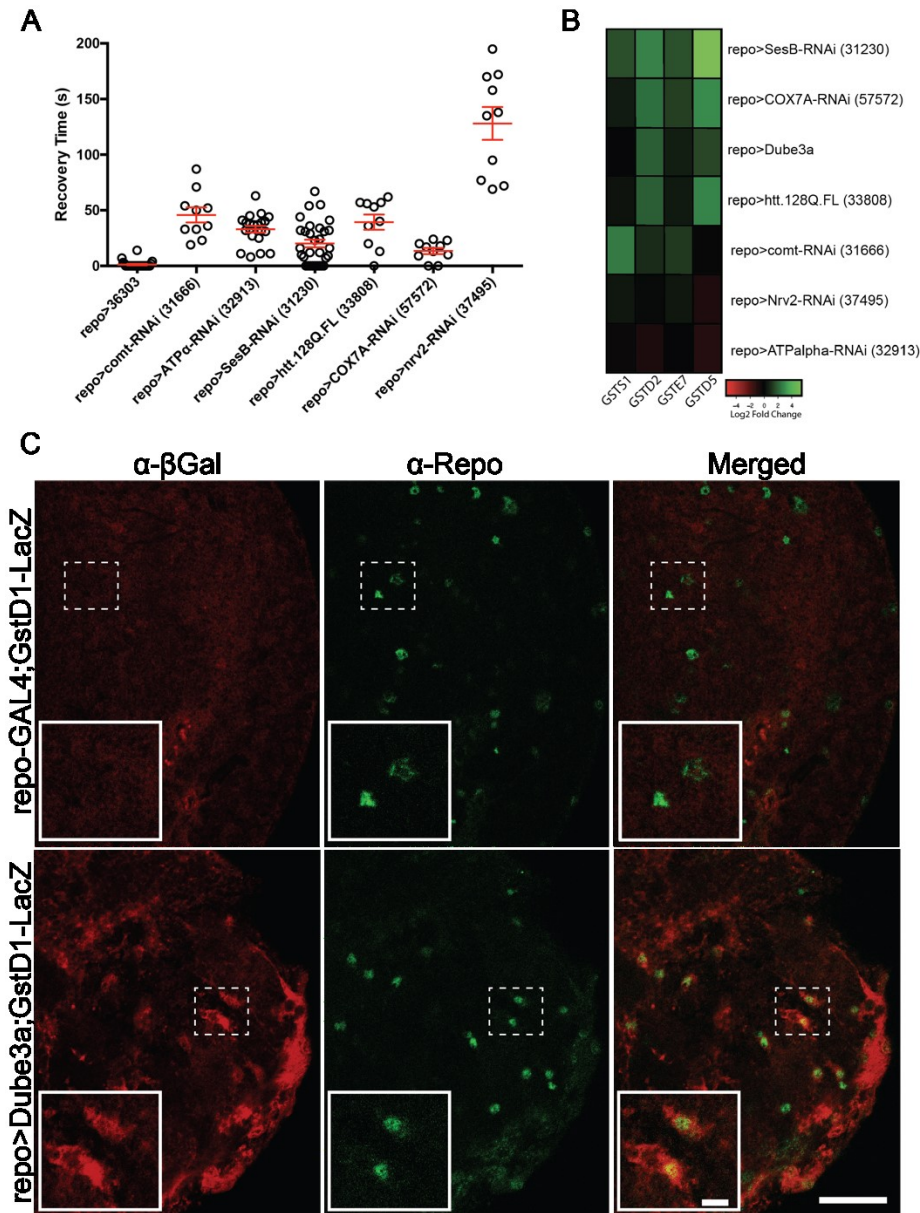 A
Recovery Time (s)
200
150
100
50
0
repo>36303
repo>comt-RNAi (31666)
repo>ATPα-RNAi (32913)
repo>SesB-RNAi (31230)
repo>htt.128Q.FL (33808)
repo>COX7A-RNAi (57572)
repo>nrv2-RNAi (37495)
B
repo>SesB-RNAi (31230)
repo>COX7A-RNAi (57572)
repo>Dube3a
repo>htt.128Q.FL (33808)
repo>comt-RNAi (31666)
repo>Nrv2-RNAi (37495)
repo>ATPalpha-RNAi (32913)
GSTS1
GSTD2
GSTE7
GSTD5
-4 -2 0 2 4
Log2 Fold Change
C
α-βGal
α-Repo
Merged
repo-GAL4;GstD1-LacZ
repo>Dube3a;GstD1-LacZ